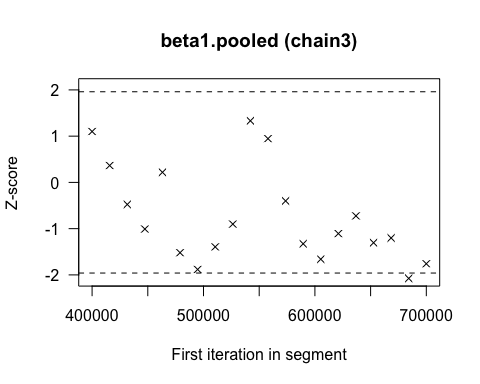 beta1.pooled (chain3)
2
1
0
-1
-2
Z-score
400000 500000 600000 700000
First iteration in segment